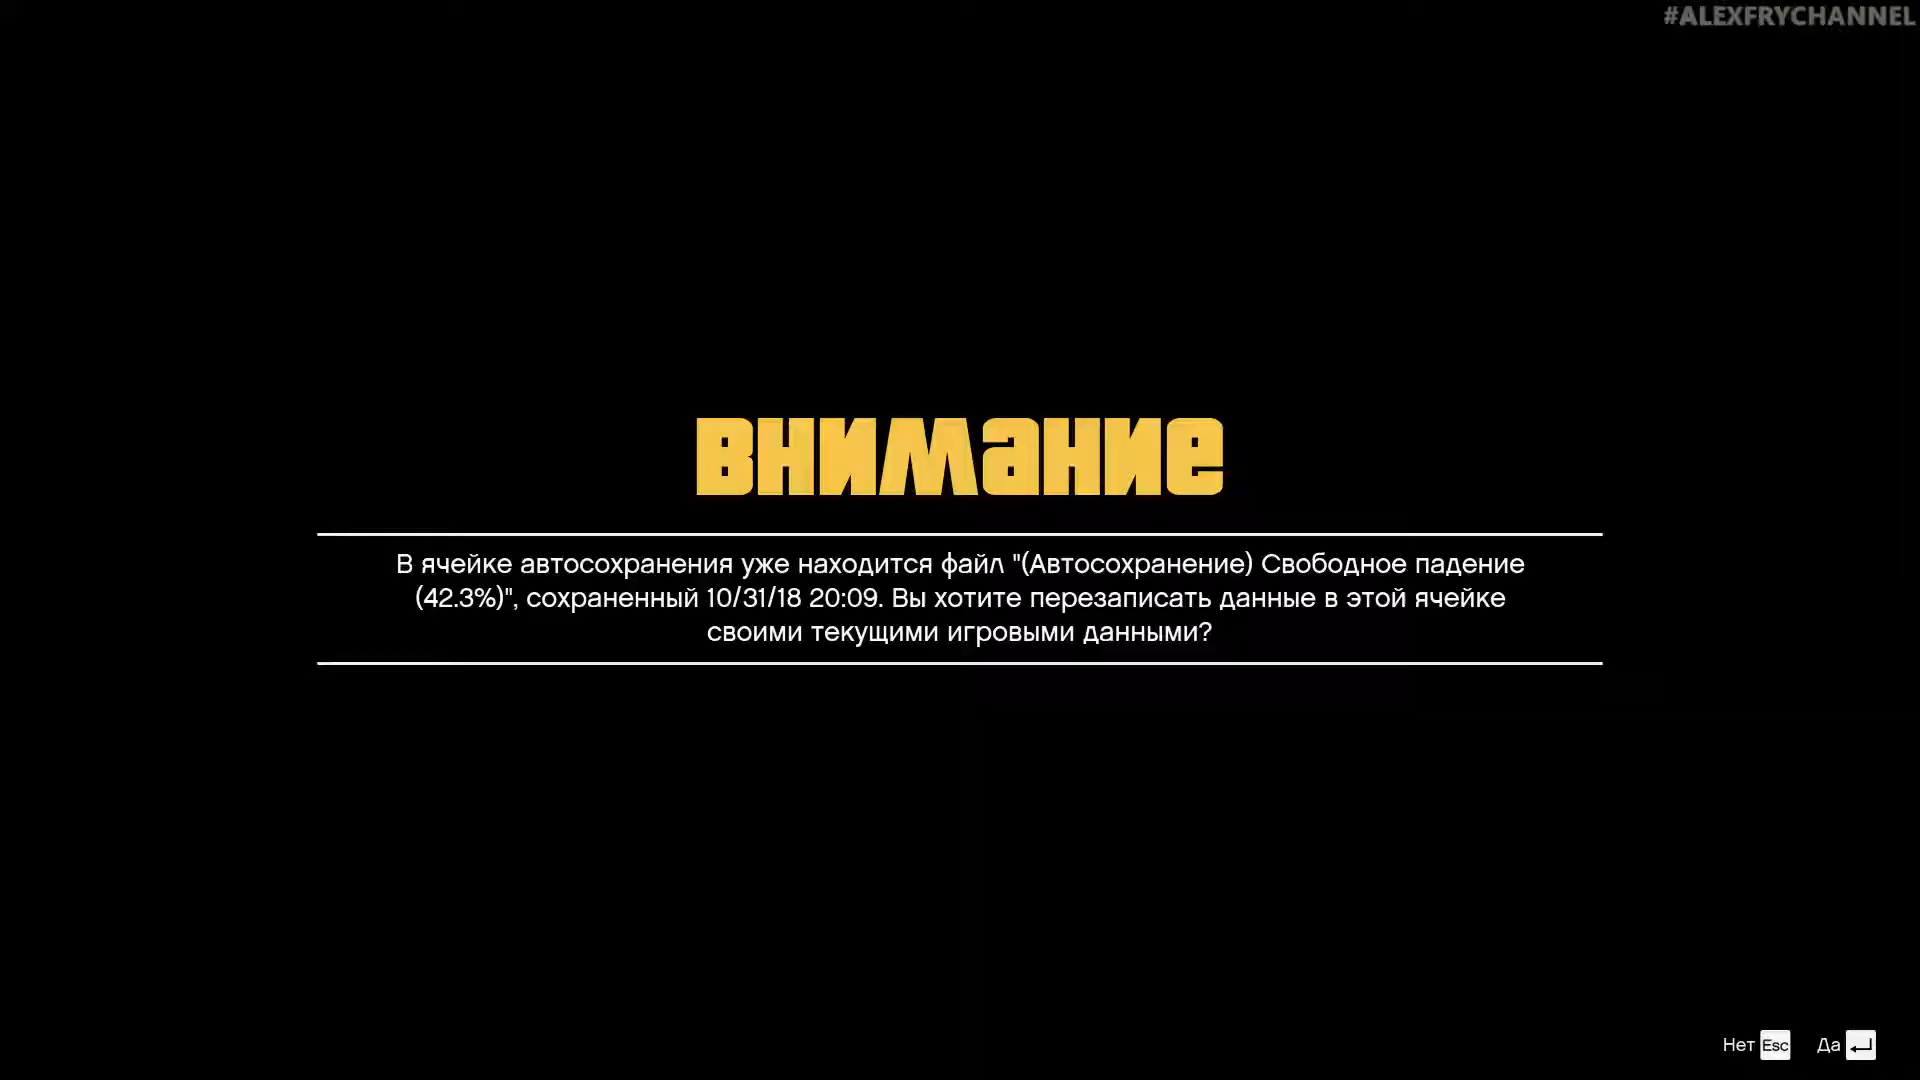 #ALEXFRYCHANNEL
внимание
В ячейке автосохранения уже находится файл "(Автосохранение) Свободное падение
(42.3%)", сохраненный 10/31/18 20:09. Вы хотите перезаписать данные в этой ячейке
своими текущими игровыми данными?
Нет Esc Да